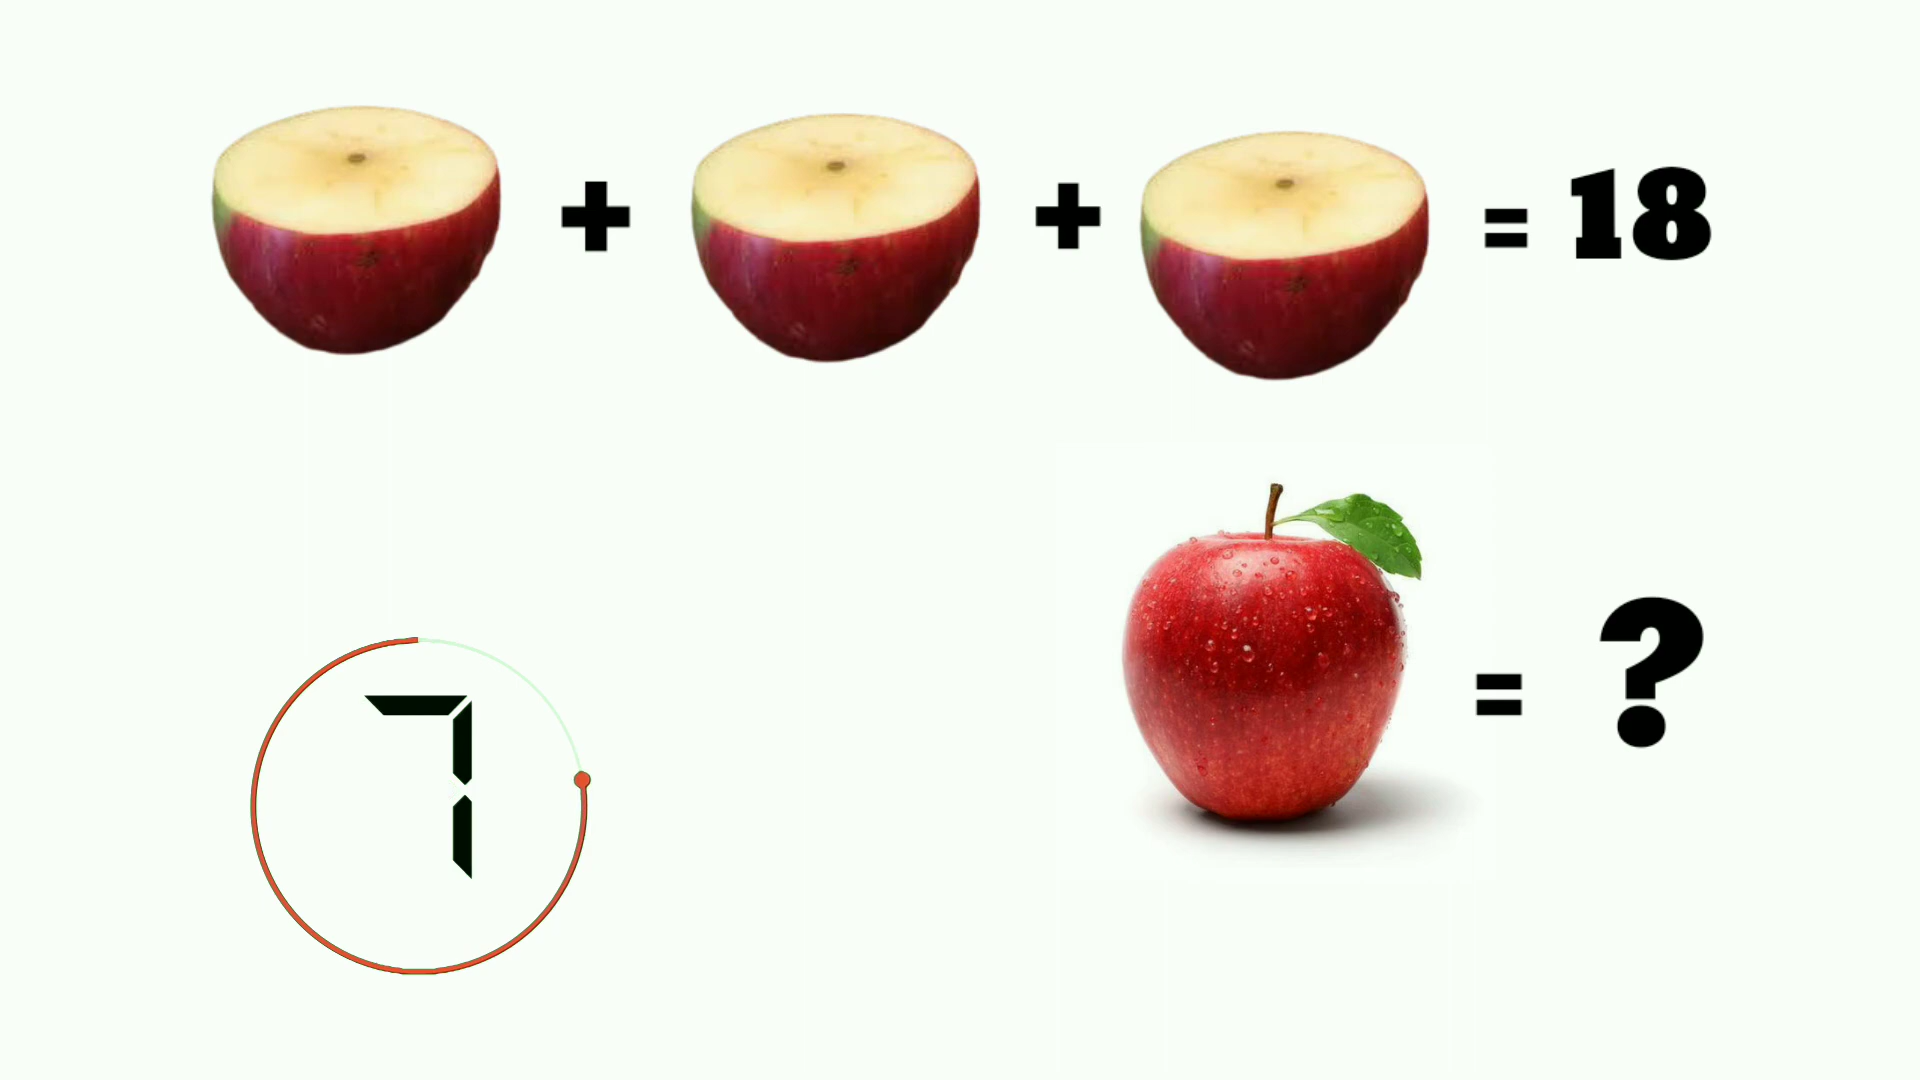 + + = 18
= ?
7